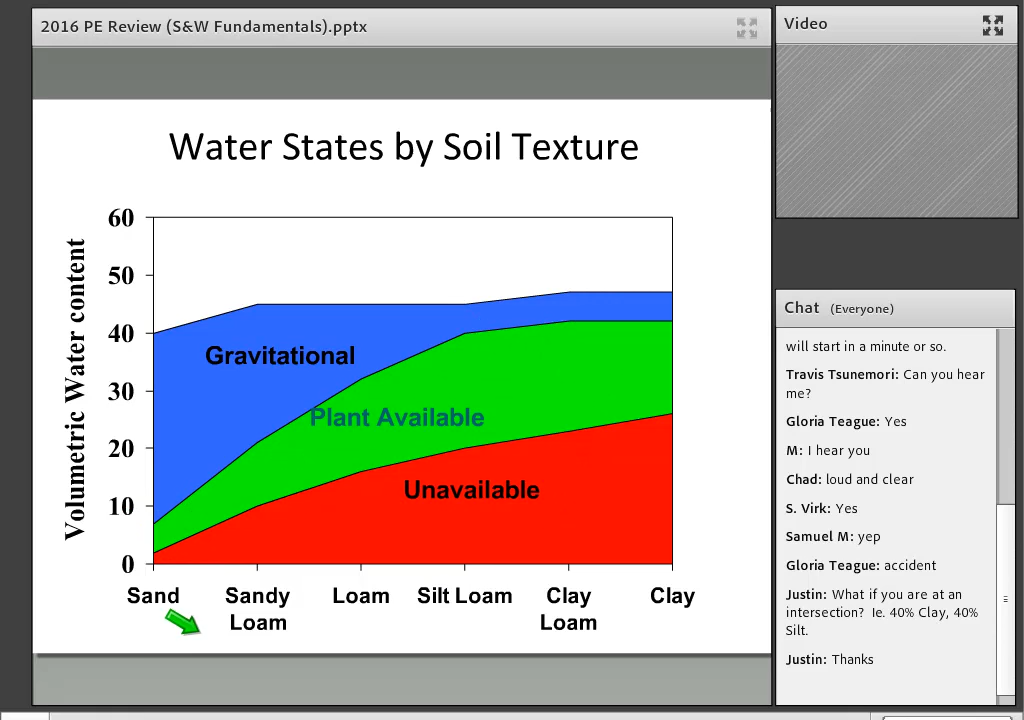 2016 PE Review (S&W Fundamentals).pptx
Water States by Soil Texture
Volumetric Water content
60
50
40
30
20
10
0
Gravitational
Plant Available
Unavailable
Sand
Sandy
Loam
Loam
Silt Loam
Clay
Loam
Clay
Video
Chat (Everyone)
will start in a minute or so.
Travis Tsunemori: Can you hear
me?
Gloria Teague: Yes
M: I hear you
Chad: loud and clear
S. Virk: Yes
Samuel M: yep
Gloria Teague: accident
Justin: What if you are at an
intersection? Ie. 40% Clay, 40%
Silt.
Justin: Thanks